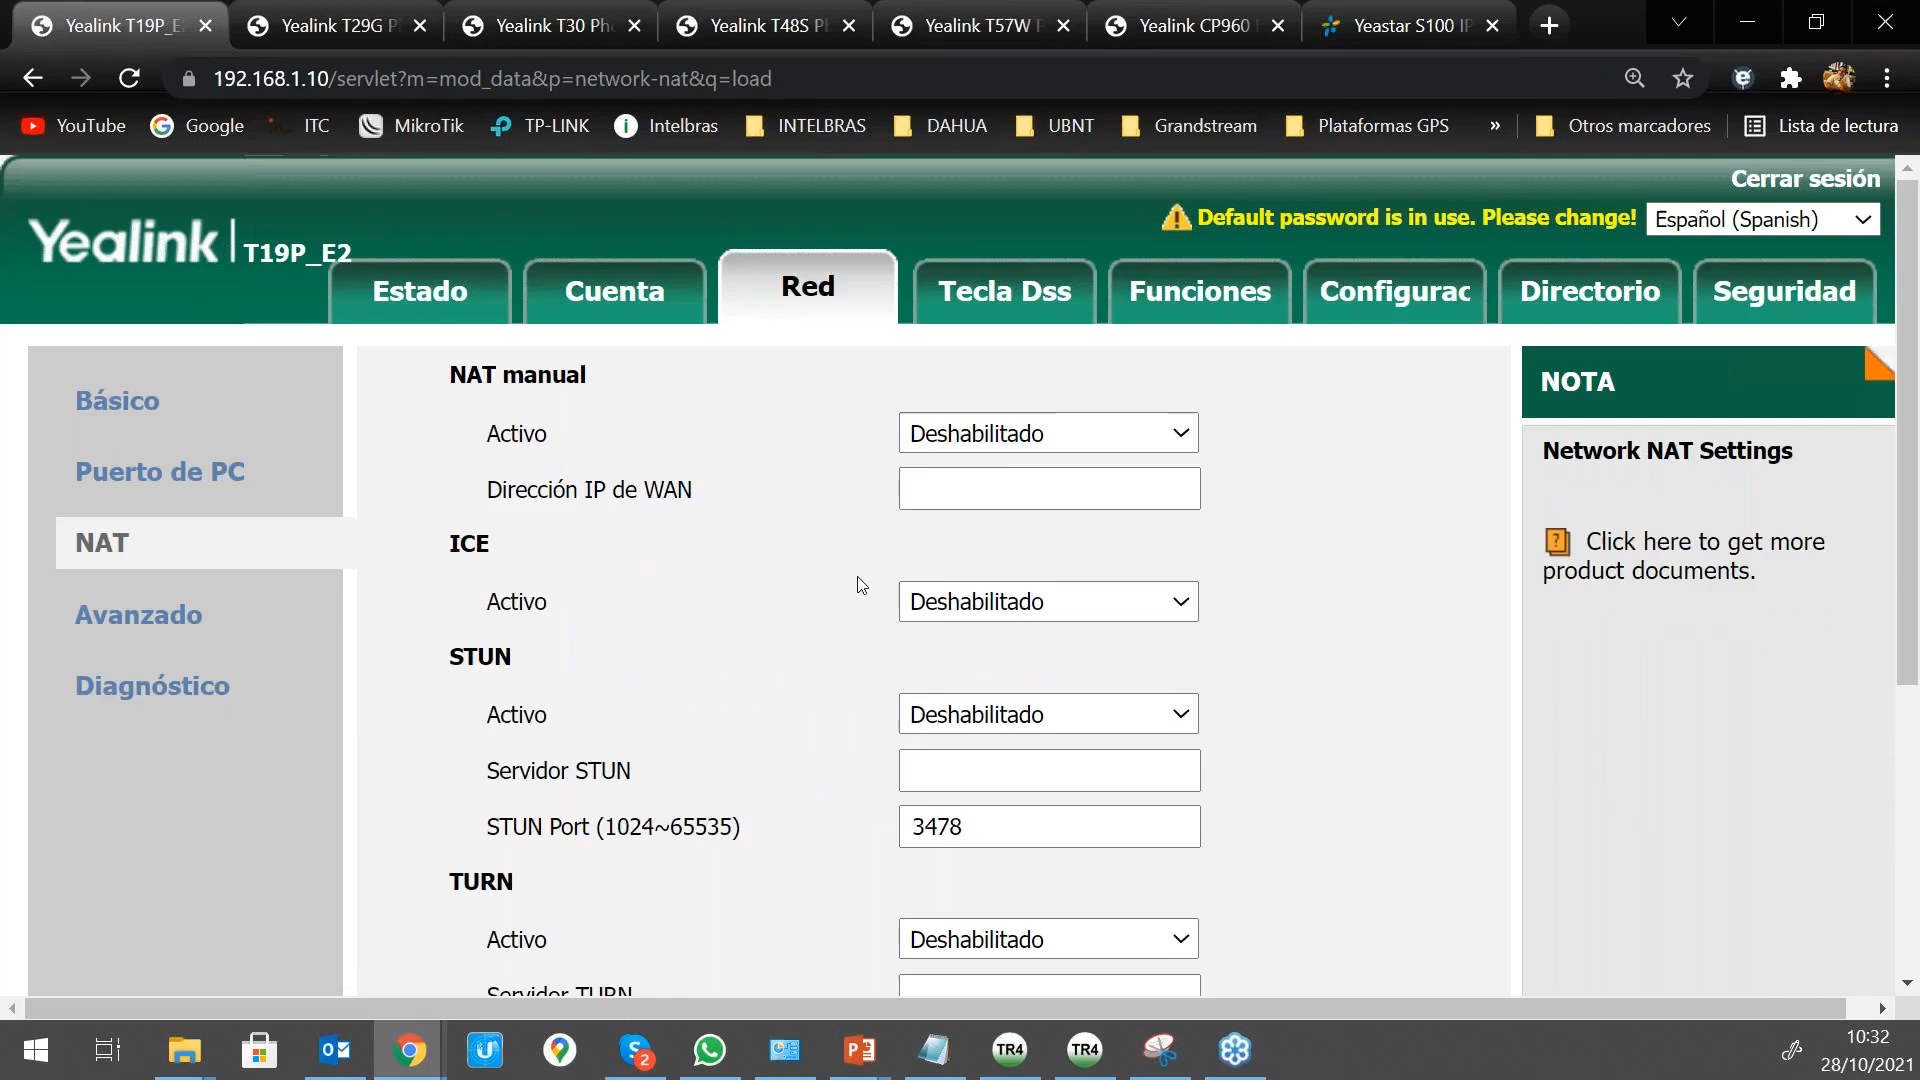 Yealink T19P_E
Yealink T29G P
Yealink T30 Pho
Yealink T48S Ph
Yealink T57W P
Yealink CP960
Yeastar S100 IP
192.168.1.10/servlet?m=mod_data&p=network-nat&q=load
YouTube
Google
ITC
MikroTik
TP-LINK
Intelbras
INTELBRAS
DAHUA
UBNT
Grandstream
Plataformas GPS
»
Otros marcadores
Lista de lectura
Cerrar sesión
Default password is in use. Please change!
Español (Spanish)
Yealink T19P_E2
Estado
Cuenta
Red
Tecla Dss
Funciones
Configurac
Directorio
Seguridad
Básico
Puerto de PC
NAT
Avanzado
Diagnóstico
NAT manual
Activo Deshabilitado
Dirección IP de WAN
ICE
Activo Deshabilitado
STUN
Activo Deshabilitado
Servidor STUN
STUN Port (1024~65535) 3478
TURN
Activo Deshabilitado
Servidor TURN
NOTA
Network NAT Settings
Click here to get more
product documents.
2
TR4
TR4
10:32
28/10/2021